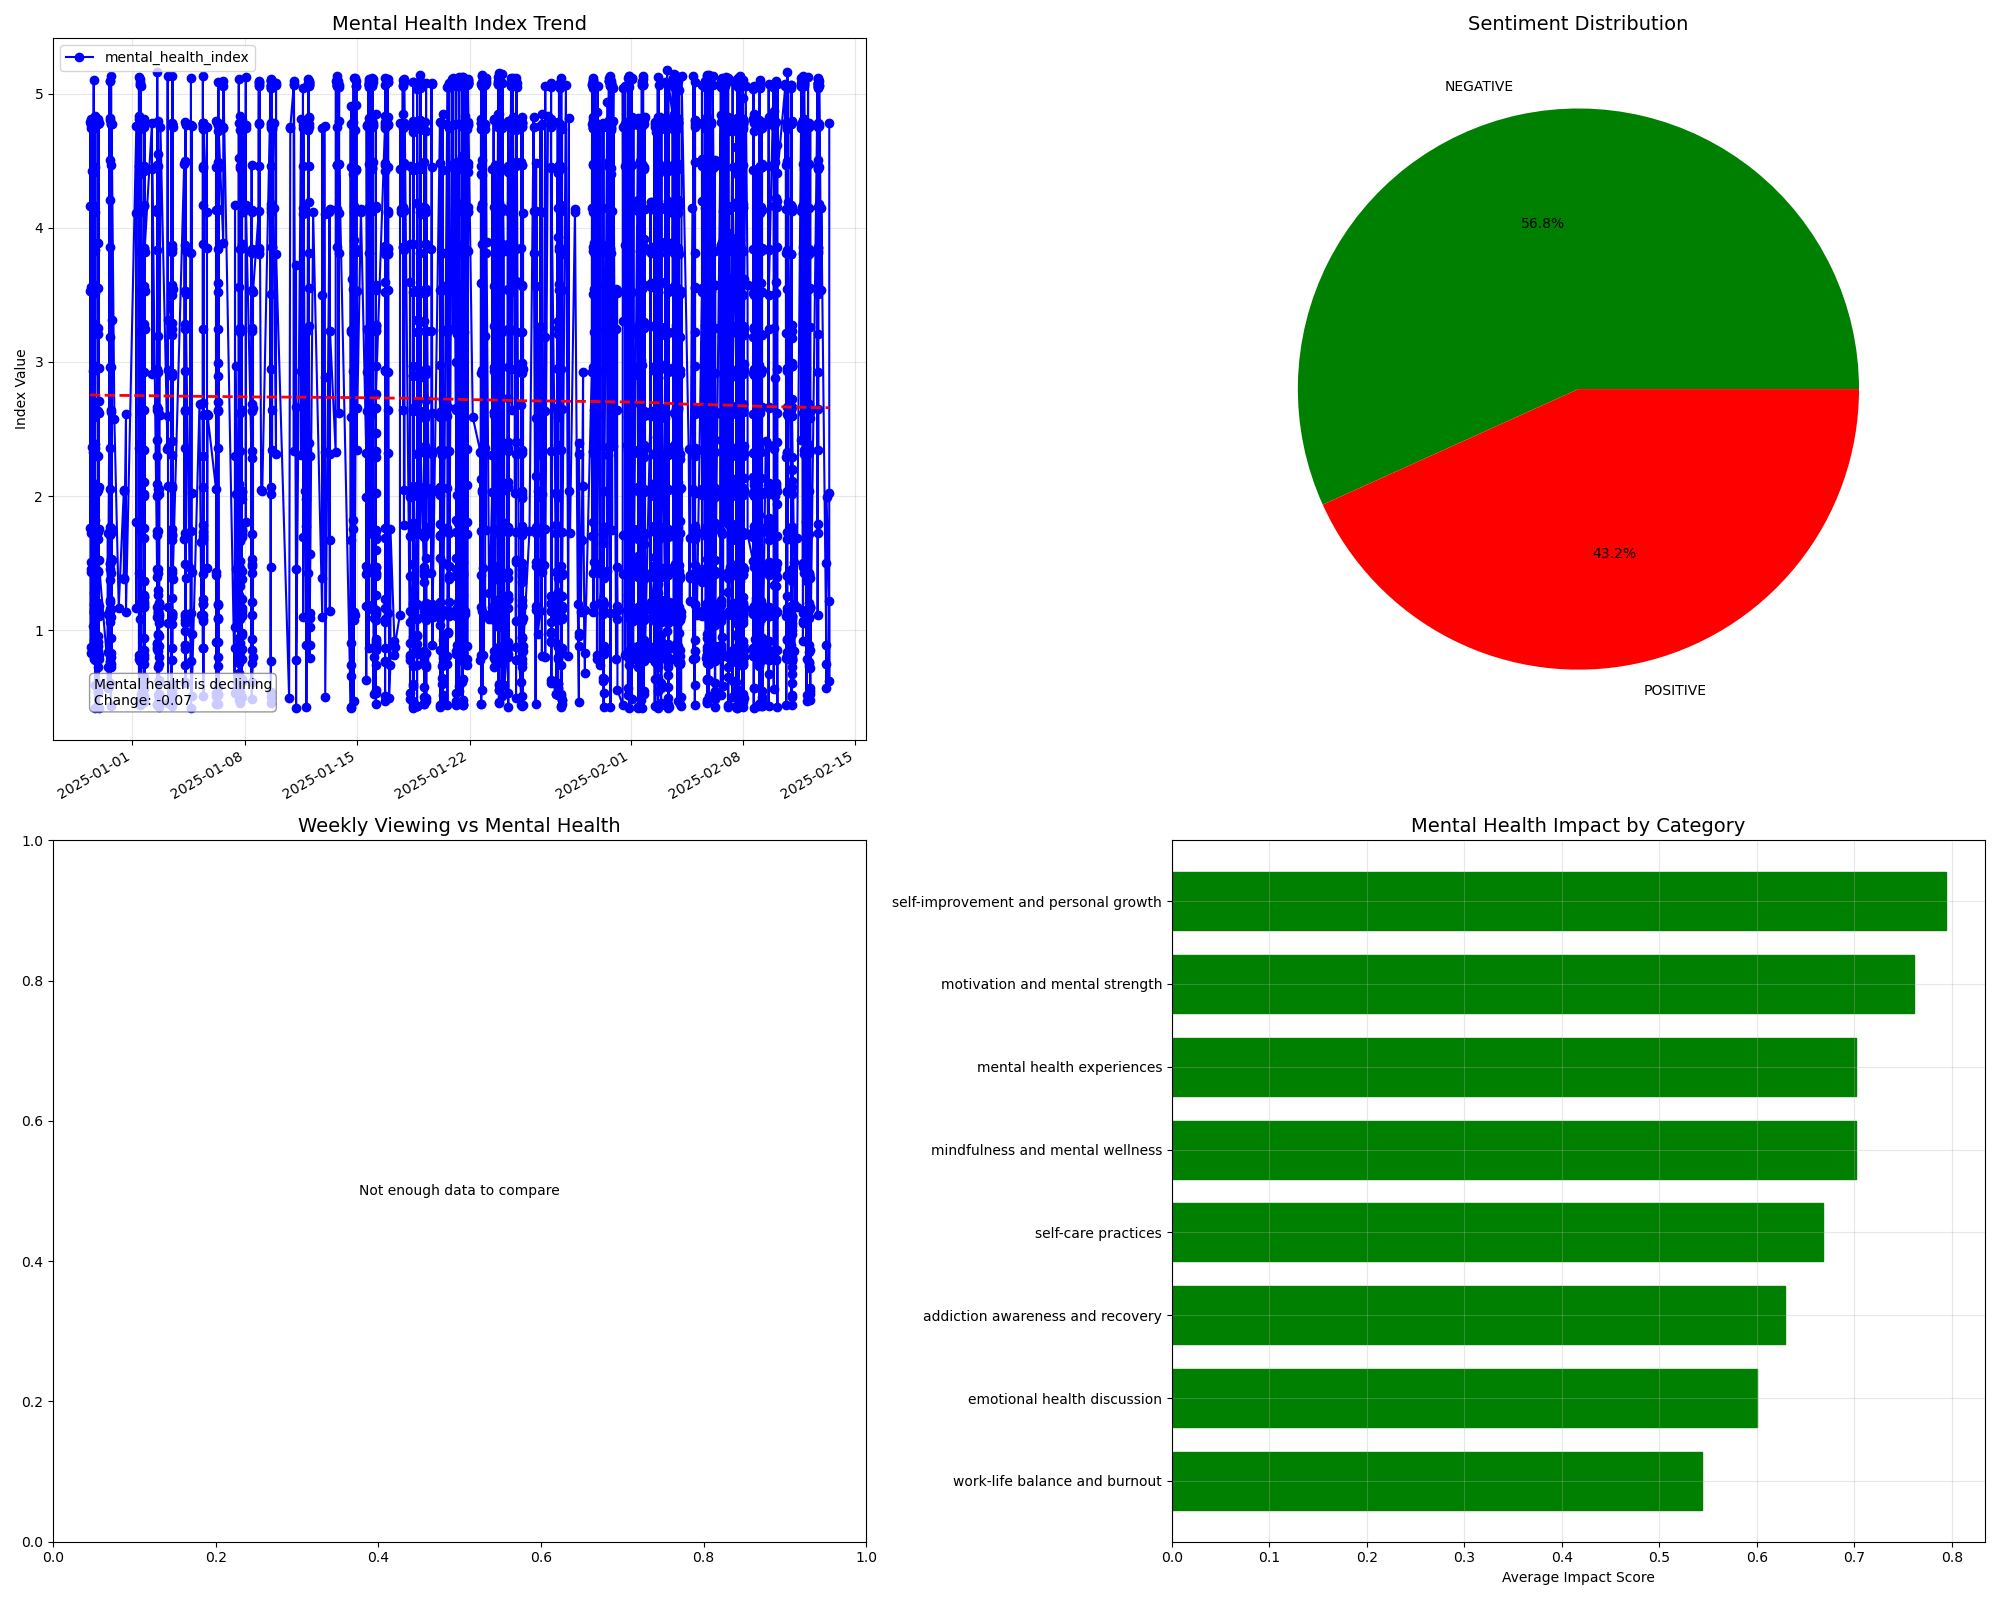 Mental Health Index Trend
mental_health_index
Index Value
5
4
3
2
1
Mental health is declining
Change: -0.07
2025-01-01
2025-01-08
2025-01-15
2025-01-22
2025-02-01
2025-02-08
2025-02-15
Sentiment Distribution
NEGATIVE
56.8%
43.2%
POSITIVE
Weekly Viewing vs Mental Health
1.0
0.8
0.6
0.4
0.2
0.0
Not enough data to compare
0.0
0.2
0.4
0.6
0.8
1.0
Mental Health Impact by Category
self-improvement and personal growth
motivation and mental strength
mental health experiences
mindfulness and mental wellness
self-care practices
addiction awareness and recovery
emotional health discussion
work-life balance and burnout
0.0
0.1
0.2
0.3
0.4
0.5
0.6
0.7
0.8
Average Impact Score